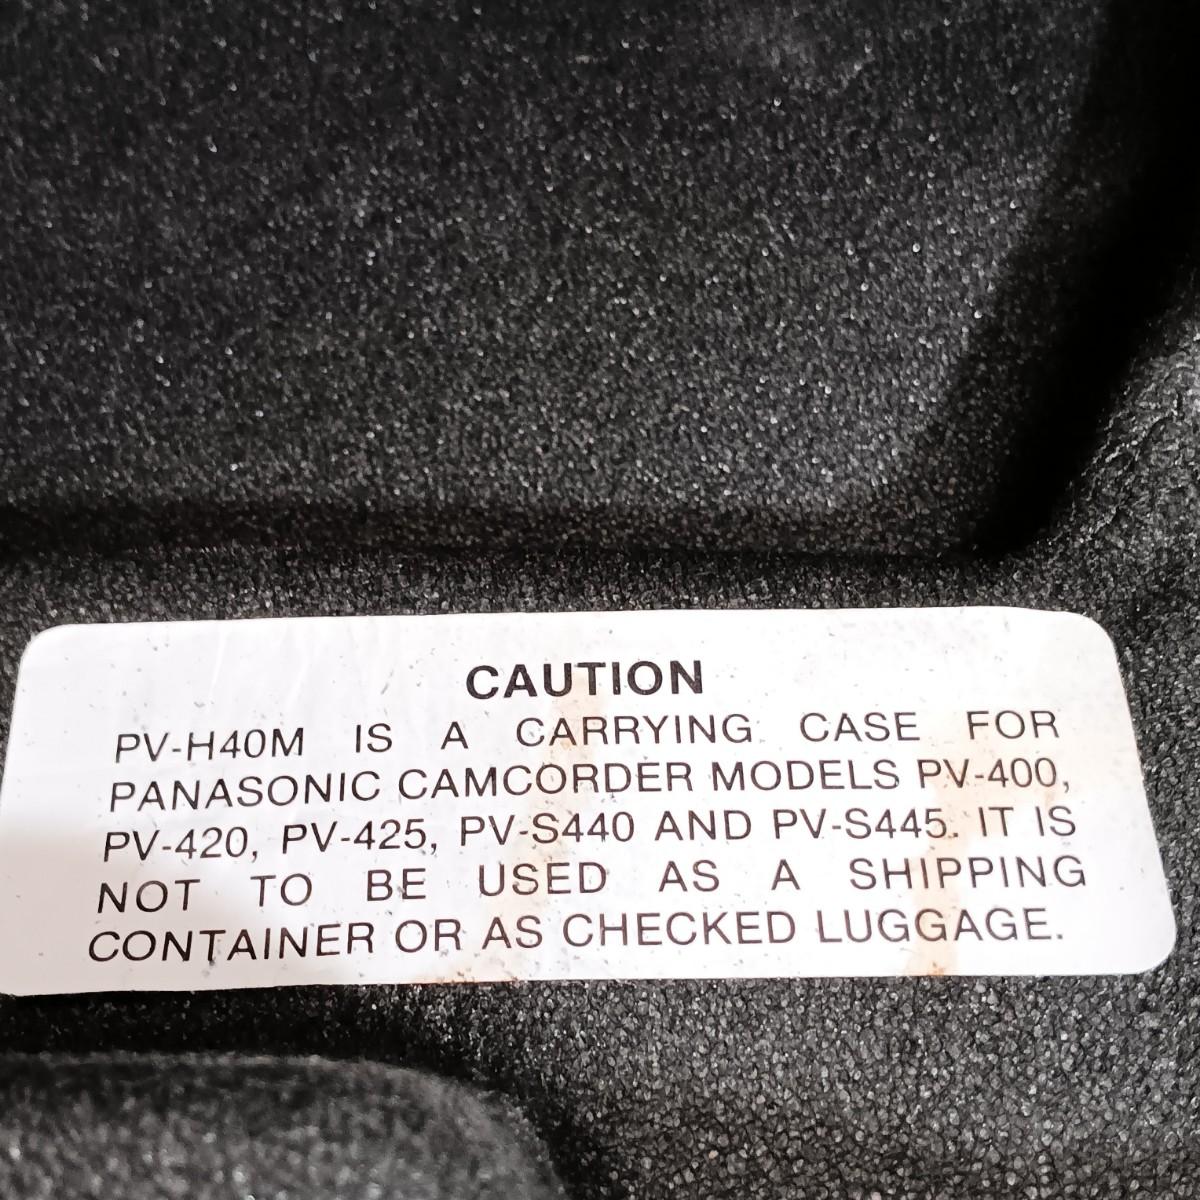 CAUTION
PV-H40M IS A CARRYING CASE FOR
PANASONIC CAMCORDER MODELS PV-400,
PV-420, PV-425, PV-S440 AND PV-S445. IT IS
NOT TO BE USED AS A SHIPPING
CONTAINER OR AS CHECKED LUGGAGE.